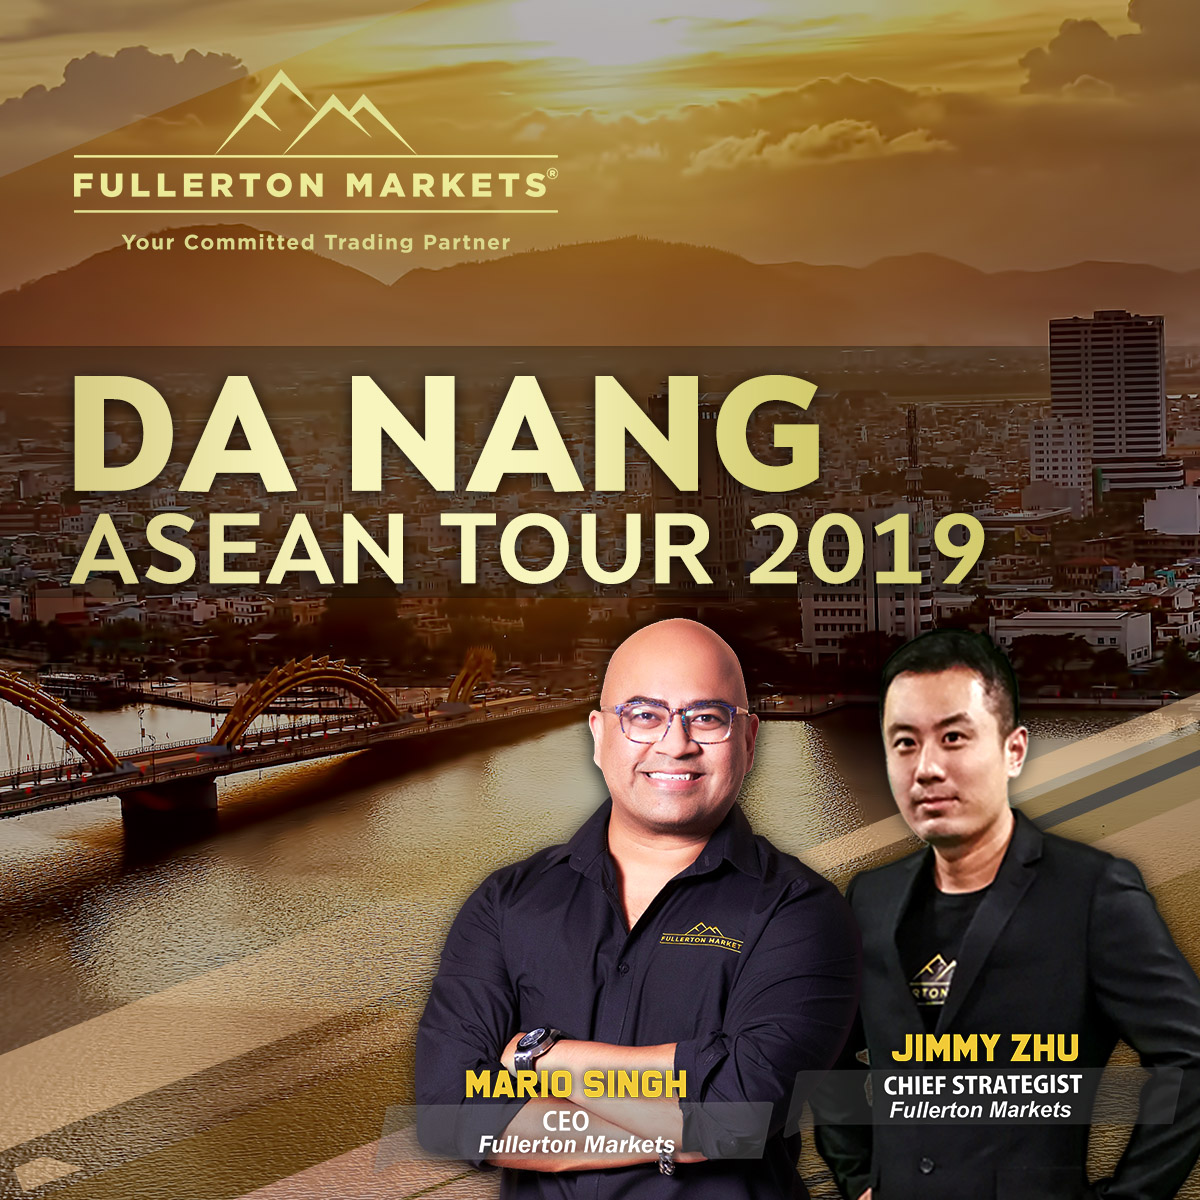 FULLERTON MARKETS®
Your Committed Trading Partner
DA NANG
ASEAN TOUR 2019
FULLERTON MARKET
RTON
JIMMY ZHU
CHIEF STRATEGIST
Fullerton Markets
MARIO SINGH
CEO
Fullerton Markets